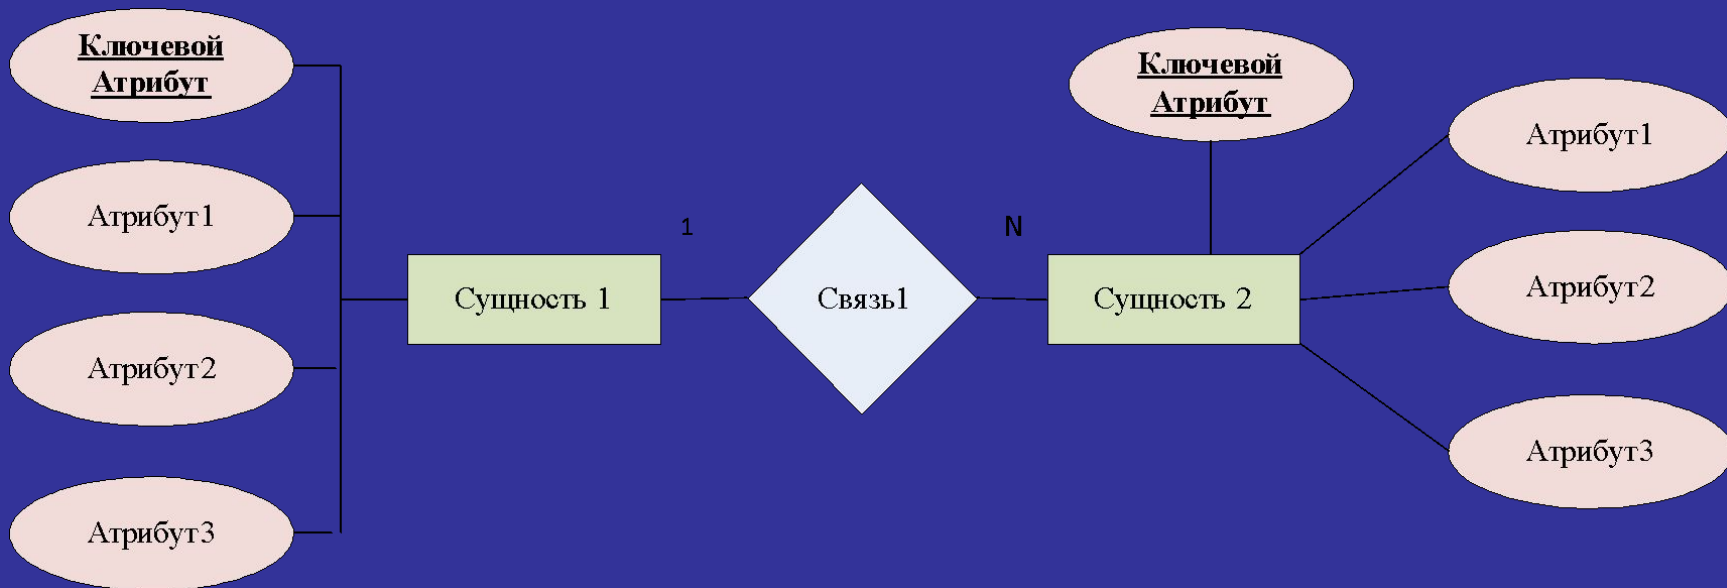 Ключевой
Атрибут
Атрибут1
Атрибут2
Атрибут3
Сущность 1
1
Связь1
N
Ключевой
Атрибут
Сущность 2
Атрибут1
Атрибут2
Атрибут3